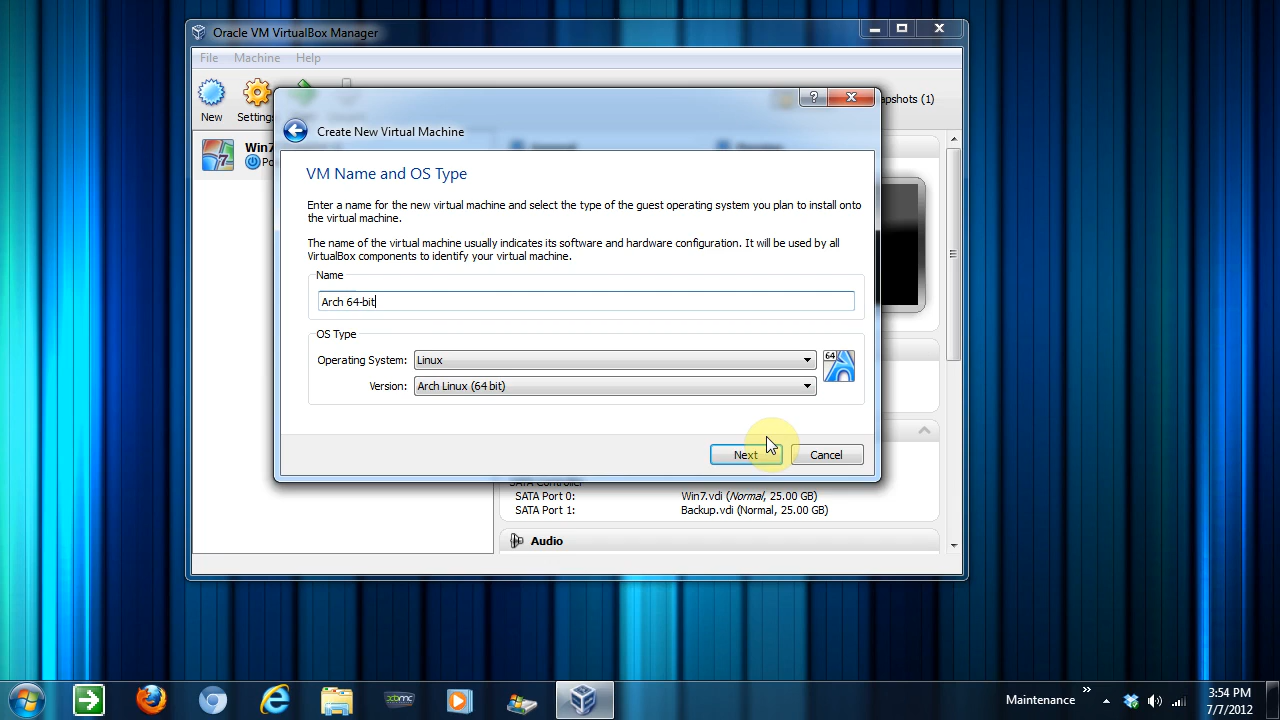 Oracle VM VirtualBox Manager
File Machine Help
New
Settings
apshots (1)
Win7
Create New Virtual Machine
VM Name and OS Type
Enter a name for the new virtual machine and select the type of the guest operating system you plan to install onto
the virtual machine.
The name of the virtual machine usually indicates its software and hardware configuration. It will be used by all
VirtualBox components to identify your virtual machine.
Name
Arch 64-bit
OS Type
Operating System: Linux
64
Version: Arch Linux (64 bit)
Next
Cancel
SATA Controller
SATA Port 0: Win7.vdi (Normal, 25.00 GB)
SATA Port 1: Backup.vdi (Normal, 25.00 GB)
Audio
xbmc
Maintenance
3:54 PM
7/7/2012